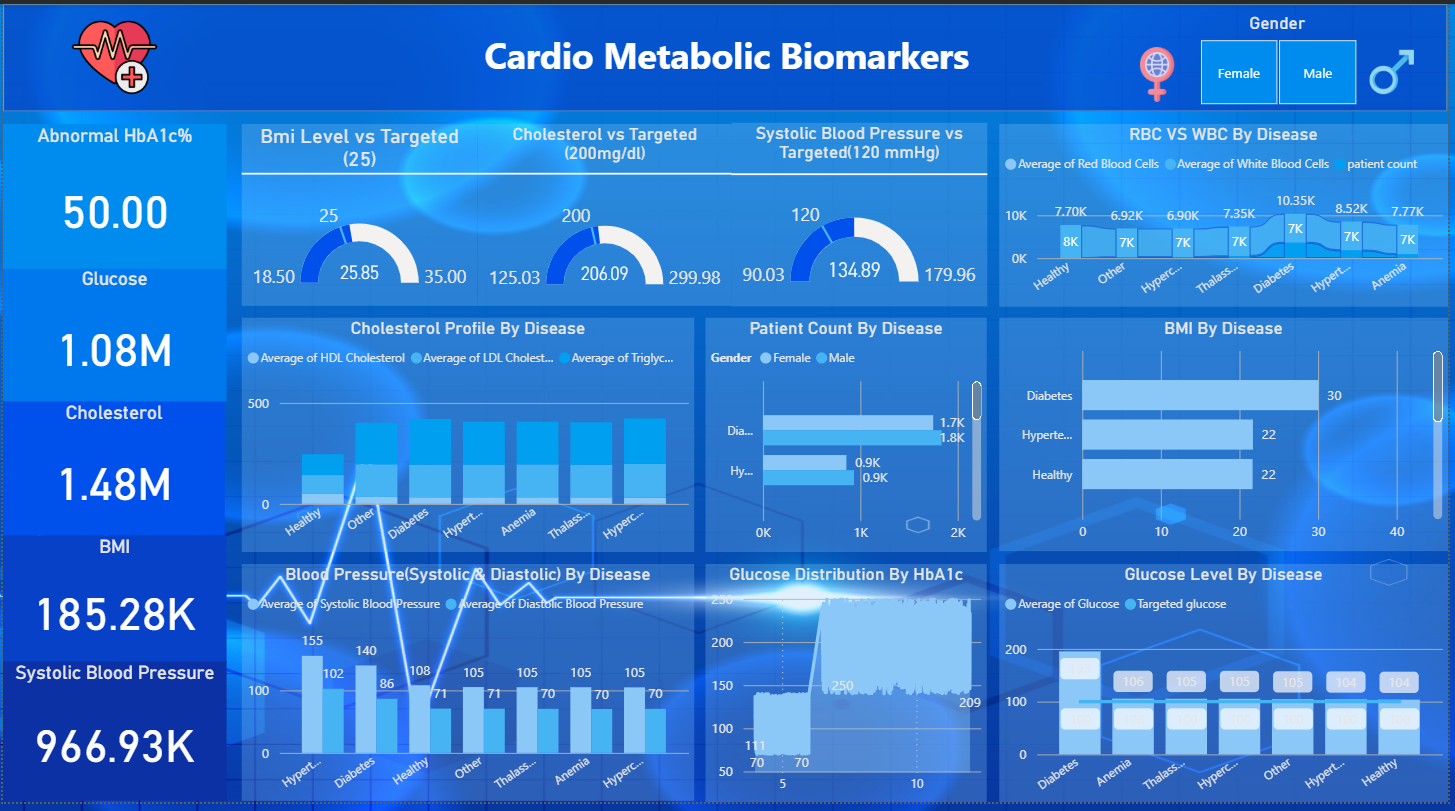 Cardio Metabolic Biomarkers
Gender
Female
Male
Abnormal HbA1c%
50.00
Glucose
1.08M
Cholesterol
1.48M
BMI
185.28K
Systolic Blood Pressure
966.93K
Bmi Level vs Targeted
(25)
25
18.50
25.85
35.00
Cholesterol vs Targeted
(200mg/dl)
200
125.03
206.09
299.98
Systolic Blood Pressure vs
Targeted(120 mmHg)
120
90.03
134.89
179.96
RBC VS WBC By Disease
Average of Red Blood Cells
Average of White Blood Cells
patient count
10K
0K
7.70K
6.92K
6.90K
7.35K
10.35K
8.52K
7.77K
8K
7K
7K
7K
7K
7K
7K
Healthy
Other
Hyperc...
Thalass...
Diabetes
Hypert...
Anemia
Cholesterol Profile By Disease
Average of HDL Cholesterol
Average of LDL Cholest...
Average of Triglyc...
500
0
Healthy
Other
Diabetes
Hypert...
Anemia
Thalass...
Hyperc...
Patient Count By Disease
Gender
Female
Male
Dia...
1.7K
1.8K
Hy...
0.9K
0.9K
0K
1K
2K
BMI By Disease
Diabetes
30
Hyperte...
22
Healthy
22
0
10
20
30
40
Blood Pressure(Systolic & Diastolic) By Disease
Average of Systolic Blood Pressure
Average of Diastolic Blood Pressure
100
0
155
102
140
86
108
71
105
71
105
70
105
70
105
70
Hypert...
Diabetes
Healthy
Other
Thalass...
Anemia
Hyperc...
Glucose Distribution By HbA1c
250
200
150
100
50
250
209
111
70
70
5
10
Glucose Level By Disease
Average of Glucose
Targeted glucose
200
100
0
106
105
105
105
104
104
Diabetes
Anemia
Thalass...
Hyperc...
Other
Hypert...
Healthy